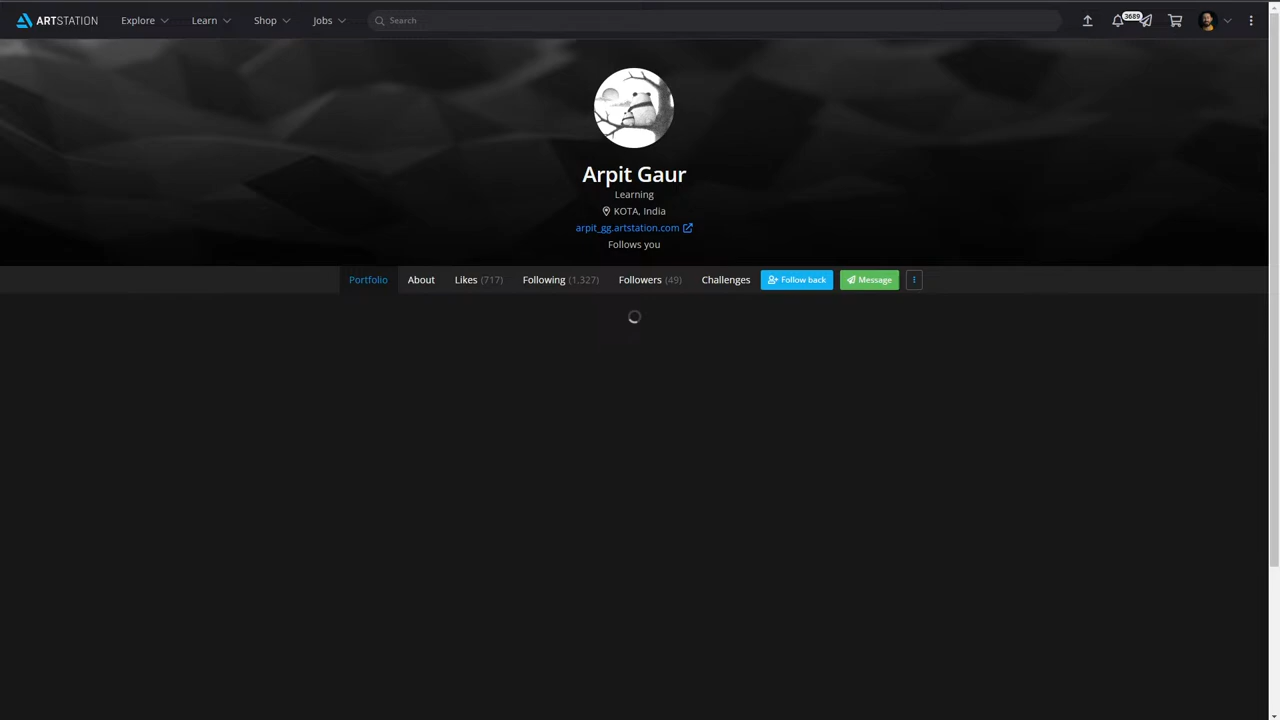 ARTSTATION Explore Learn Shop Jobs Search 3689
Arpit Gaur
Learning
KOTA, India
arpit_gg.artstation.com
Follows you
Portfolio About Likes (717) Following (1,327) Followers (49) Challenges Follow back Message